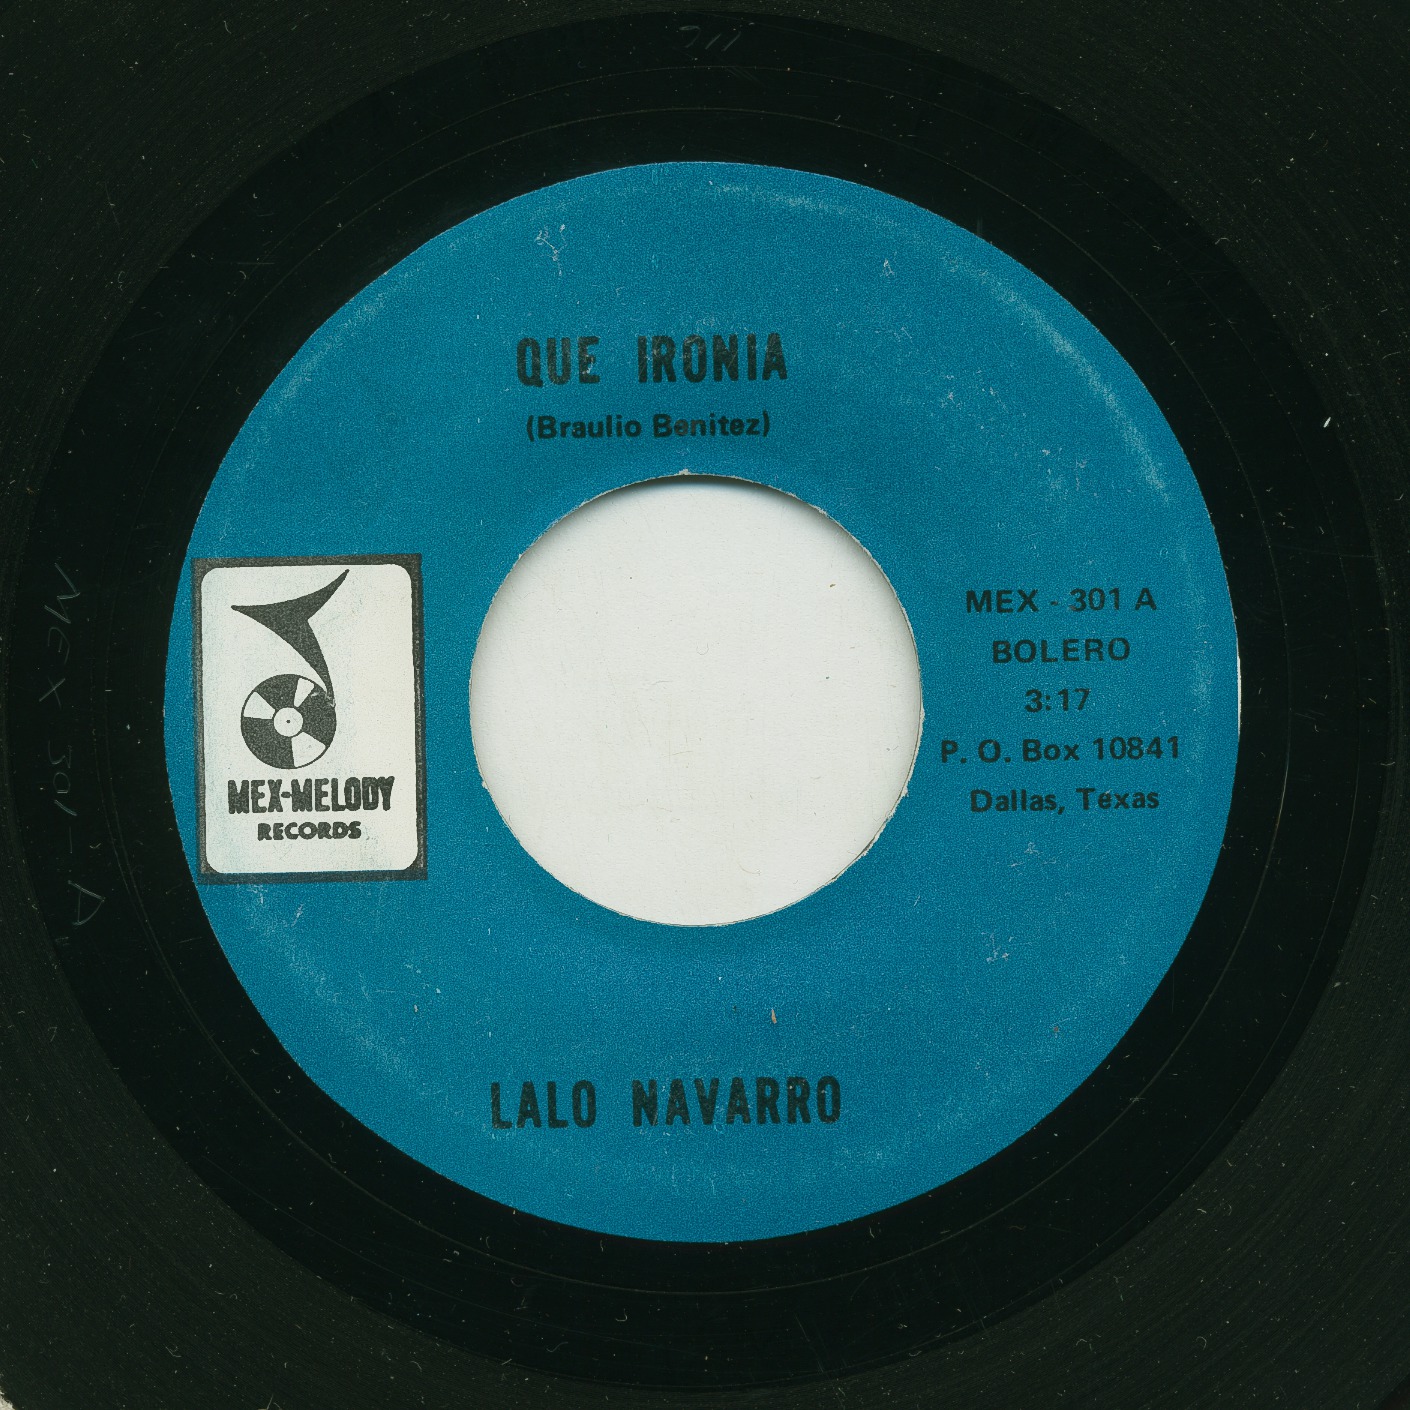 QUE IRONIA
(Braulio Benitez)
MEX-MELODY
RECORDS
MEX - 301 A
BOLERO
3:17
P. O. Box 10841
Dallas, Texas
LALO NAVARRO
MEX 301-A